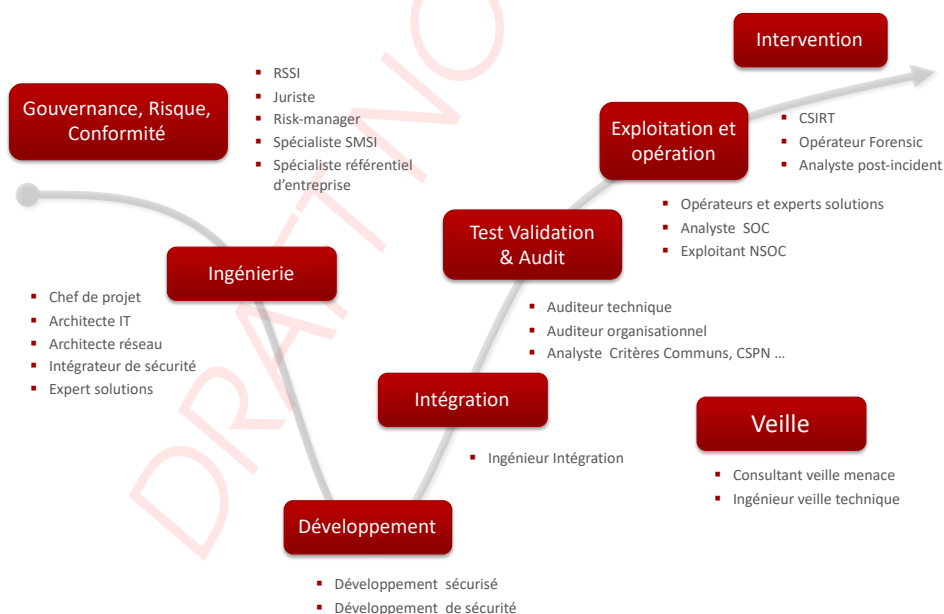 Gouvernance, Risque,
Conformité
RSSI
Juriste
Risk-manager
Spécialiste SMSI
Spécialiste référentiel
d'entreprise
Ingénierie
Chef de projet
Architecte IT
Architecte réseau
Intégrateur de sécurité
Expert solutions
Développement
Développement sécurisé
Développement de sécurité
Intégration
Ingénieur Intégration
Test Validation
& Audit
Auditeur technique
Auditeur organisationnel
Analyste Critères Communs, CSPN ...
Exploitation et
opération
Opérateurs et experts solutions
Analyste SOC
Exploitant NSOC
Intervention
CSIRT
Opérateur Forensic
Analyste post-incident
Veille
Consultant veille menace
Ingénieur veille technique
DRAFT NO